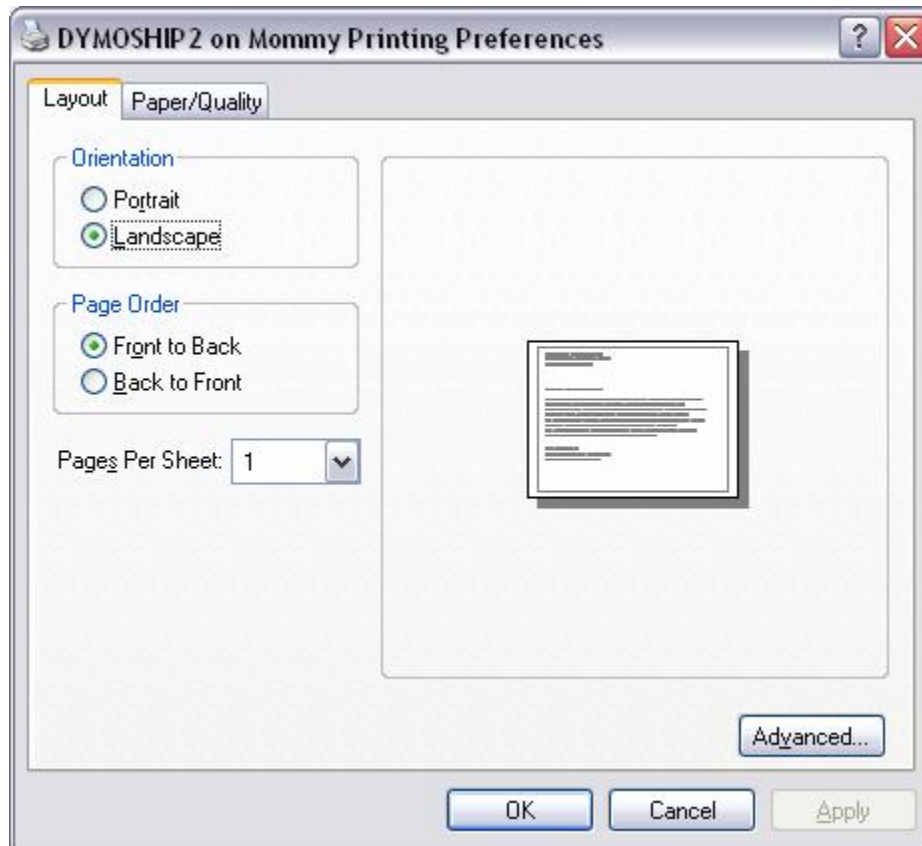 DYMOSHIP2 on Mommy Printing Preferences
Layout Paper/Quality
Orientation
Portrait
Landscape
Page Order
Front to Back
Back to Front
Pages Per Sheet: 1
Advanced...
OK Cancel Apply